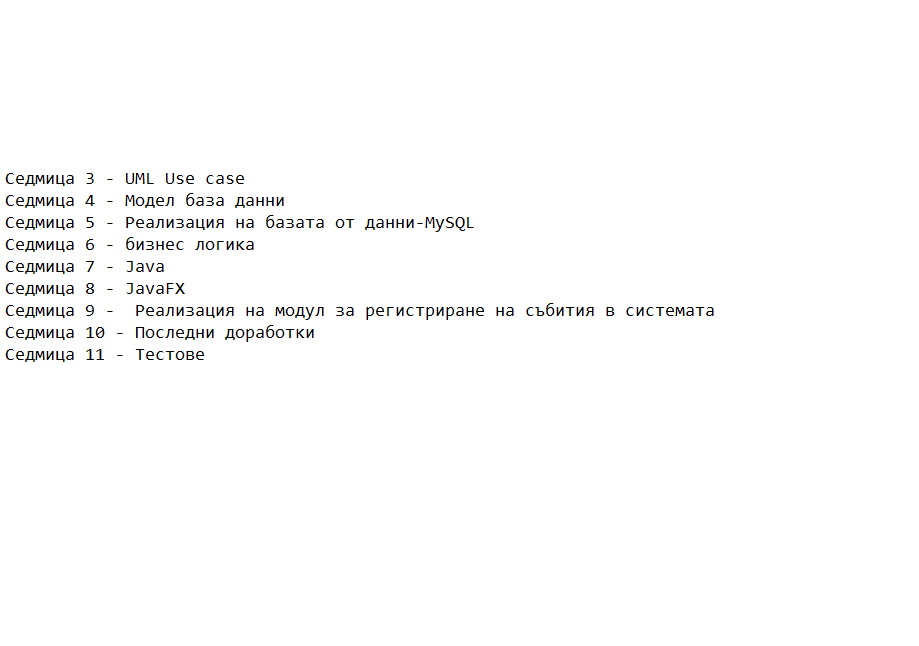 Седмица 3 - UML Use case
Седмица 4 - Модел база данни
Седмица 5 - Реализация на базата от данни-MySQL
Седмица 6 - бизнес логика
Седмица 7 - Java
Седмица 8 - JavaFX
Седмица 9 -  Реализация на модул за регистриране на събития в системата
Седмица 10 - Последни доработки
Седмица 11 - Тестове